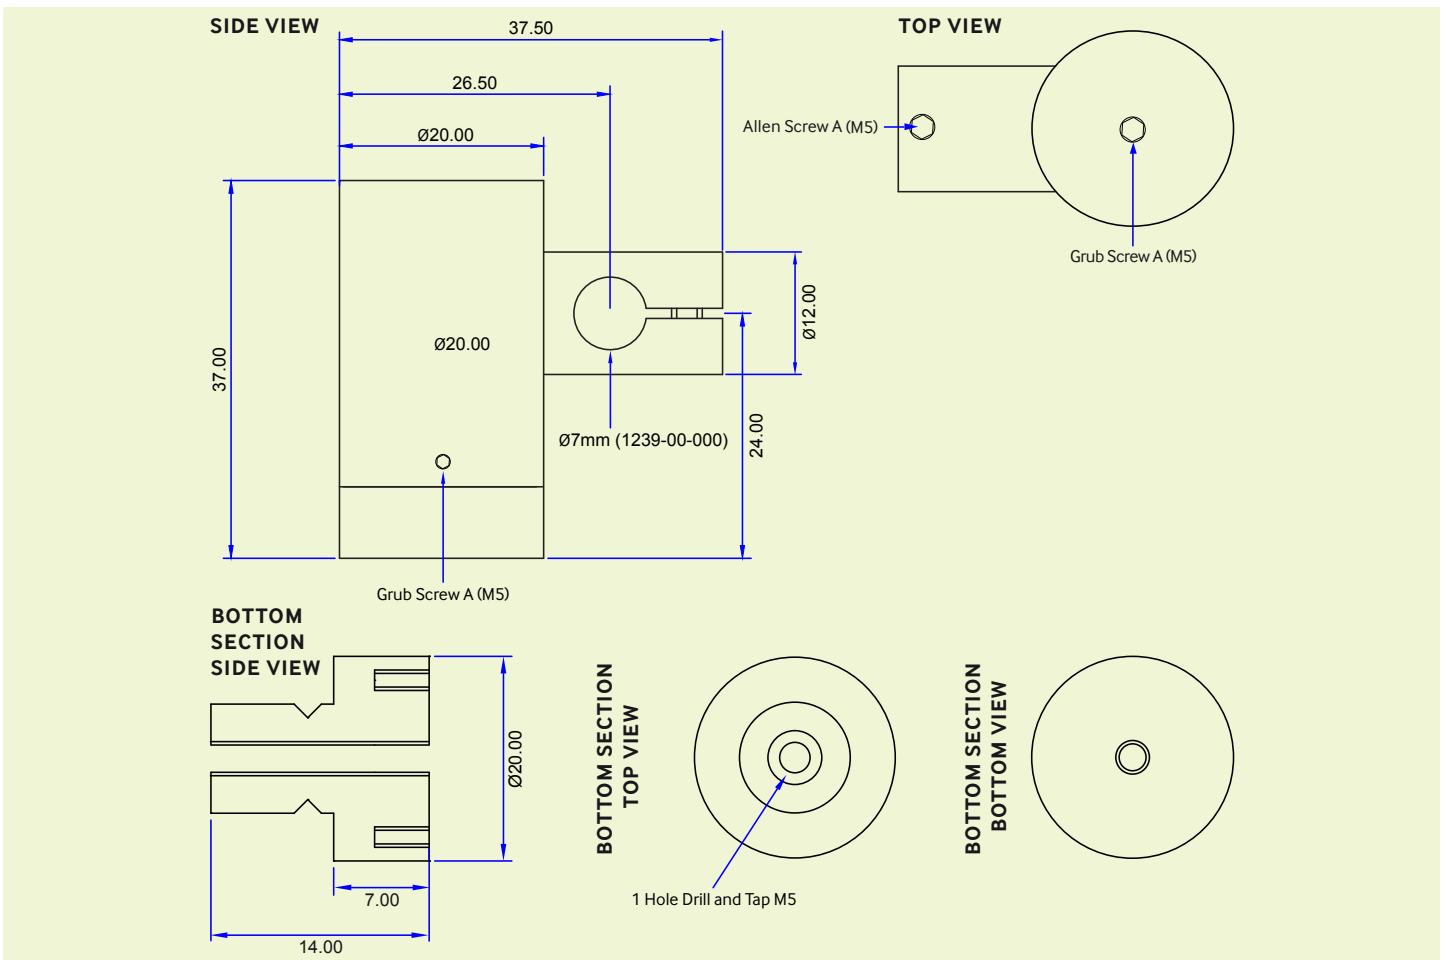 SIDE VIEW
37.50
26.50
Ø20.00
37.00
Ø20.00
Ø12.00
24.00
Ø7mm (1239-00-000)
Grub Screw A (M5)
TOP VIEW
Allen Screw A (M5)
Grub Screw A (M5)
BOTTOM
SECTION
SIDE VIEW
Ø20.00
7.00
14.00
BOTTOM SECTION
TOP VIEW
1 Hole Drill and Tap M5
BOTTOM SECTION
BOTTOM VIEW